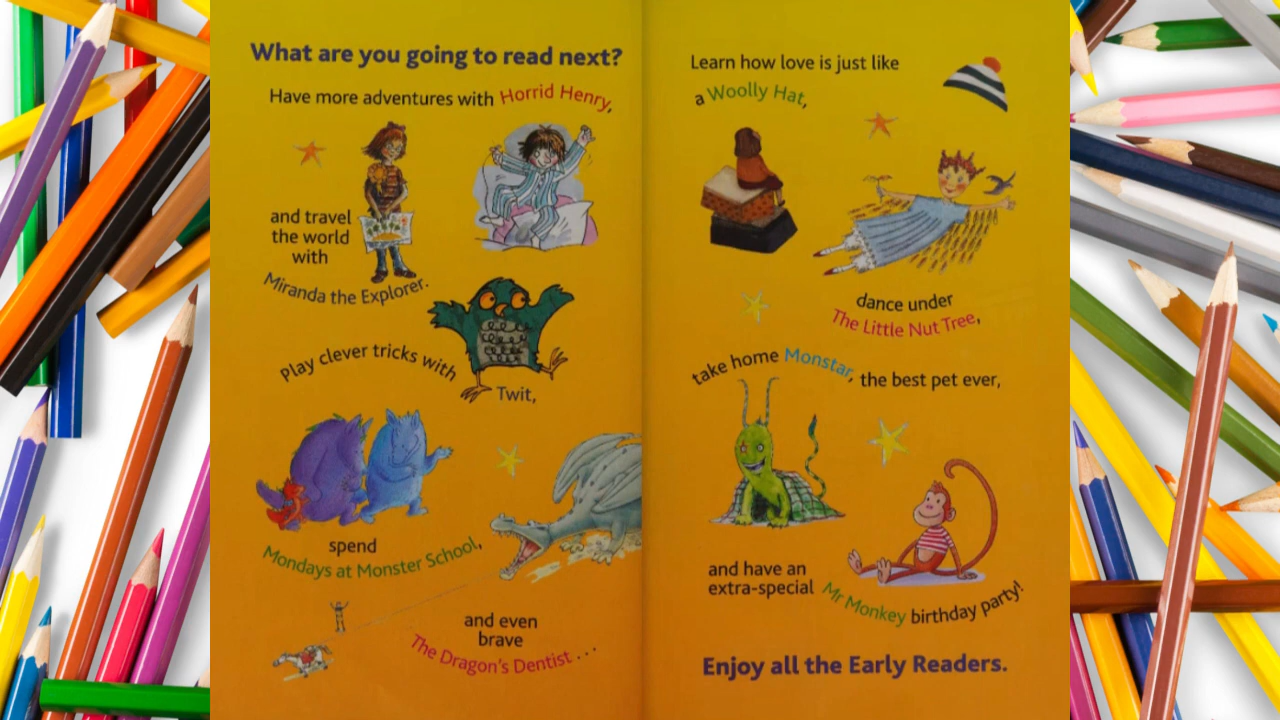 What are you going to read next?
Have more adventures with Horrid Henry,
and travel
the world
with
Miranda the Explorer.
Play clever tricks with
Twit,
spend
Mondays at Monster School,
and even
brave
The Dragon's Dentist . . .
Learn how love is just like
a Woolly Hat,
dance under
The Little Nut Tree,
take home Monstar, the best pet ever,
and have an
extra-special Mr Monkey birthday party!
Enjoy all the Early Readers.